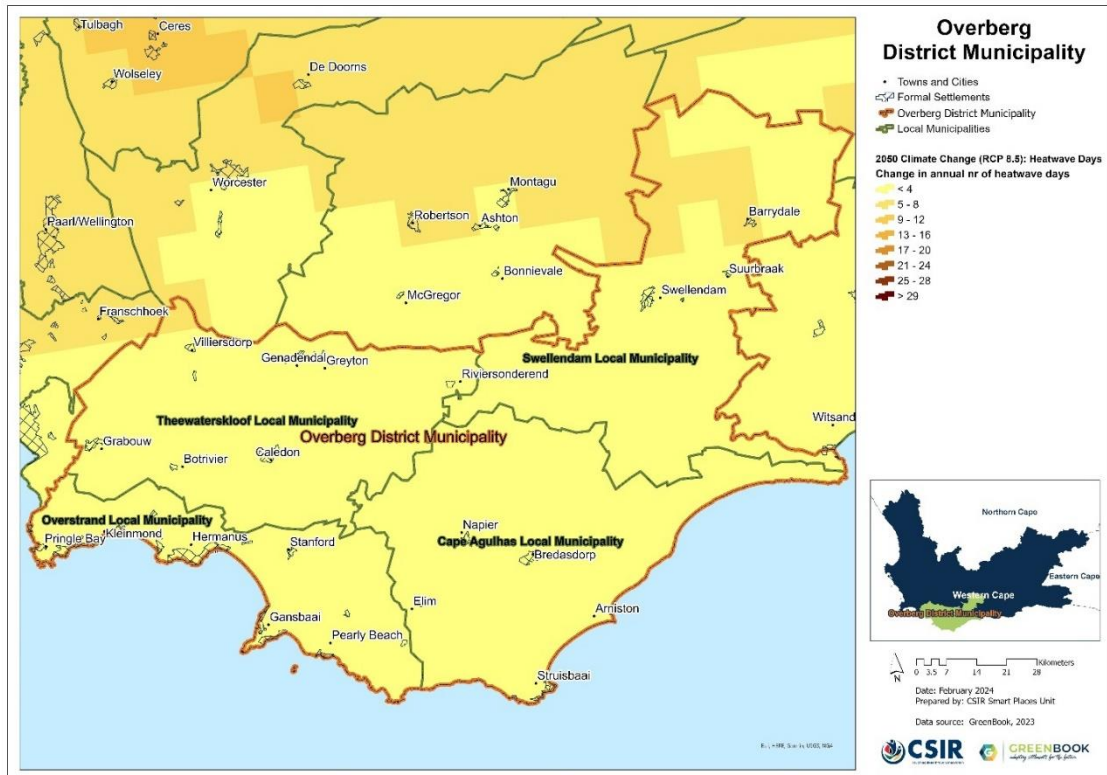 Tulbagh
Ceres
Wolseley
De Doorns
Worcester
Montagu
Paarl/Wellington
Robertson
Ashton
Barrydale
Bonnievale
Suurbraak
McGregor
Swellendam
Franschhoek
Villiersdorp
Genadendal
Greyton
Swellendam Local Municipality
Riviersonderend
Theewaterskloof Local Municipality
Witsand
Overberg District Municipality
Grabouw
Botrivier
Caledon
Overstrand Local Municipality
Kleinmond
Pringle Bay
Hermanus
Stanford
Napier
Cape Agulhas Local Municipality
Bredasdorp
Elim
Arniston
Gansbaai
Pearly Beach
Struisbaai
Overberg
District Municipality
Towns and Cities
Formal Settlements
Overberg District Municipality
Local Municipalities
2050 Climate Change (RCP 8.5): Heatwave Days
Change in annual nr of heatwave days
< 4
5 - 8
9 - 12
13 - 16
17 - 20
21 - 24
25 - 28
> 29
Northern Cape
Eastern Cape
Western Cape
Overberg District Municipality
N
0 3.5 7 14 21 28
Kilometers
Date: February 2024
Prepared by: CSIR Smart Places Unit
Data source: GreenBook, 2023
CSIR
GREENBOOK
adapting settlements for the future